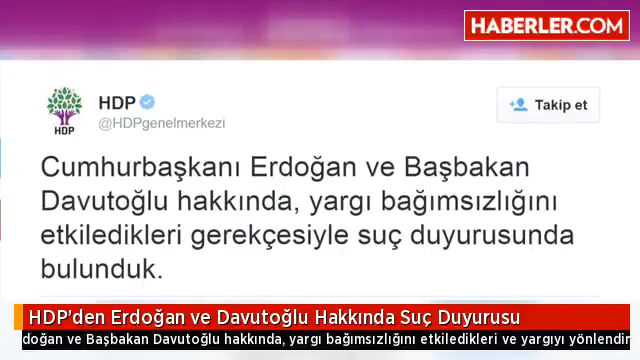 HABERLER.COM
HDP
@HDPgenelmerkezi
HDP
Takip et
Cumhurbaşkanı Erdoğan ve Başbakan
Davutoğlu hakkında, yargı bağımsızlığını
etkiledikleri gerekçesiyle suç duyurusunda
bulunduk.
HDP'den Erdoğan ve Davutoğlu Hakkında Suç Duyurusu
doğan ve Başbakan Davutoğlu hakkında, yargı bağımsızlığını etkiledikleri ve yargıyı yönlendir